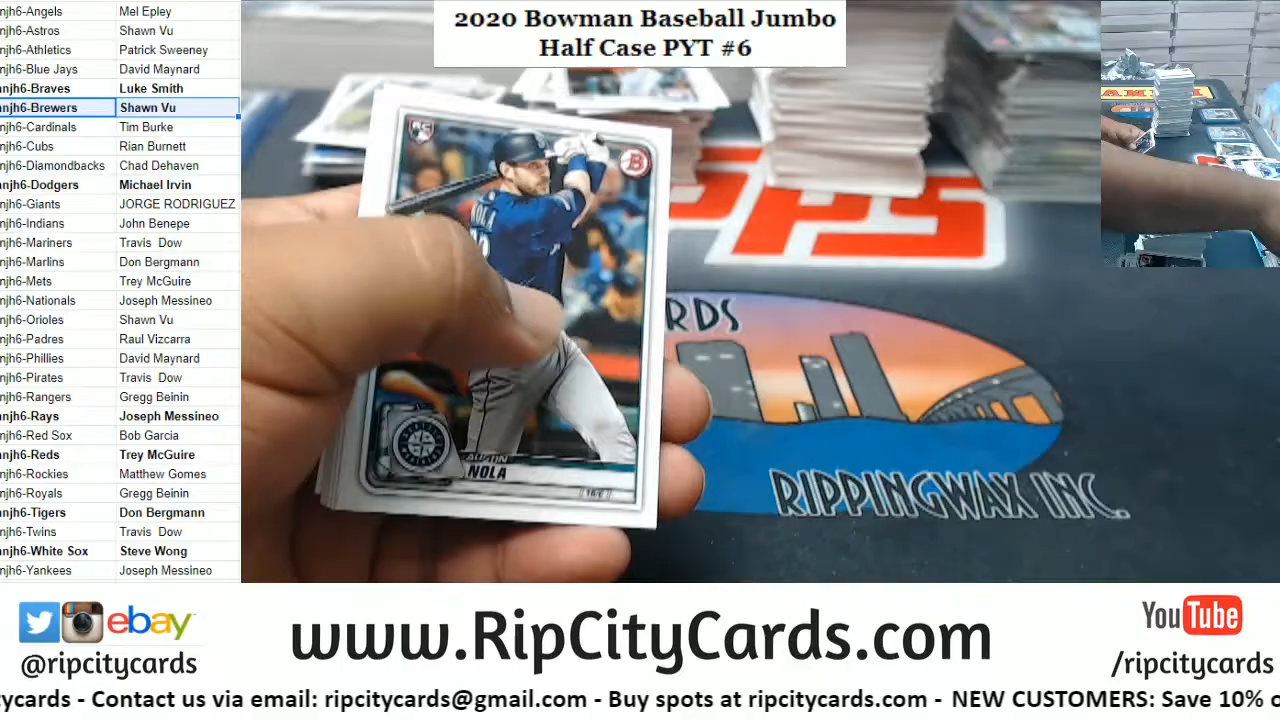 2020 Bowman Baseball Jumbo
Half Case PYT #6
njh6-Angels Mel Epley
njh6-Astros Shawn Vu
njh6-Athletics Patrick Sweeney
njh6-Blue Jays David Maynard
njh6-Braves Luke Smith
njh6-Brewers Shawn Vu
njh6-Cardinals Tim Burke
njh6-Cubs Rian Burnett
njh6-Diamondbacks Chad Dehaven
njh6-Dodgers Michael Irvin
njh6-Giants JORGE RODRIGUEZ
njh6-Indians John Benepe
njh6-Mariners Travis Dow
njh6-Marlins Don Bergmann
njh6-Mets Trey McGuire
njh6-Nationals Joseph Messineo
njh6-Orioles Shawn Vu
njh6-Padres Raul Vizcarra
njh6-Phillies David Maynard
njh6-Pirates Travis Dow
njh6-Rangers Gregg Beinin
njh6-Rays Joseph Messineo
njh6-Red Sox Bob Garcia
njh6-Reds Trey McGuire
njh6-Rockies Matthew Gomes
njh6-Royals Gregg Beinin
njh6-Tigers Don Bergmann
njh6-Twins Travis Dow
njh6-White Sox Steve Wong
njh6-Yankees Joseph Messineo
RC
B
NOLA
AUSTIN
NOLA
PPS
RDS
RIPPINGWAX INC.
ebay
@ripcitycards
www.RipCityCards.com
YouTube
/ripcitycards
tycards - Contact us via email: ripcitycards@gmail.com - Buy spots at ripcitycards.com - NEW CUSTOMERS: Save 10% o